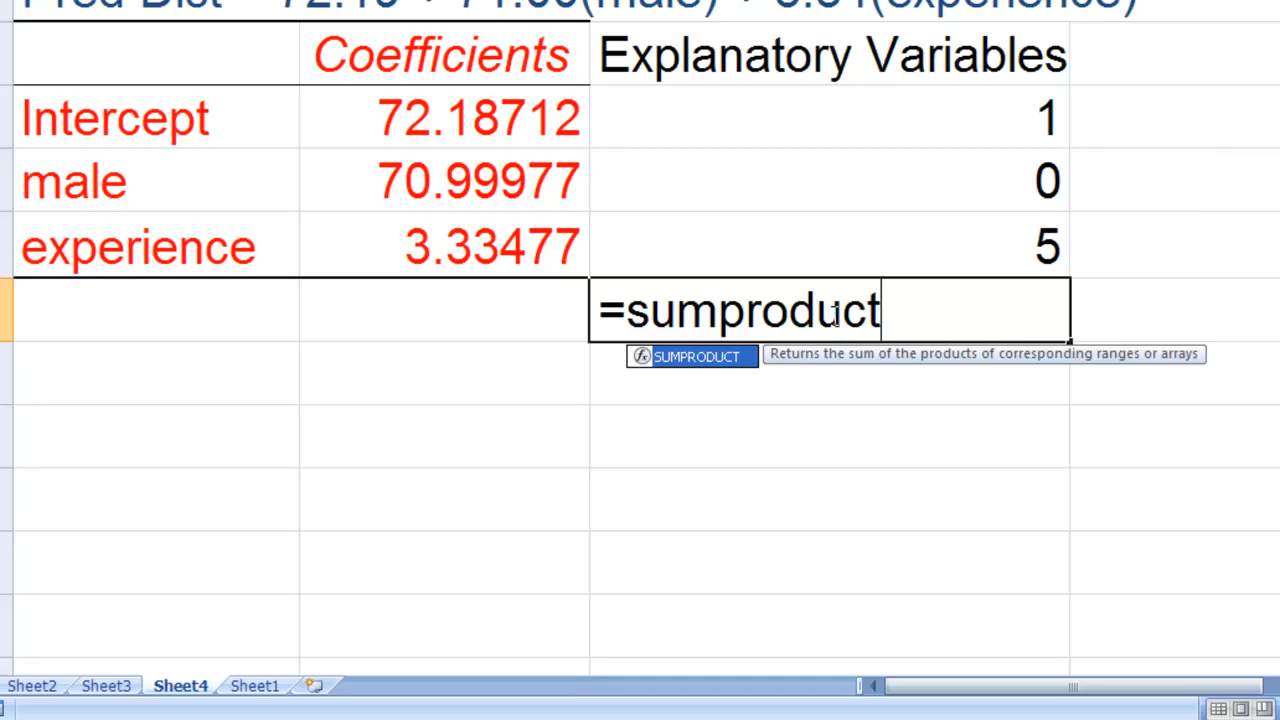 Coefficients Explanatory Variables
Intercept 72.18712 1
male 70.99977 0
experience 3.33477 5
=sumproduct
SUMPRODUCT Returns the sum of the products of corresponding ranges or arrays
Sheet2 Sheet3 Sheet4 Sheet1